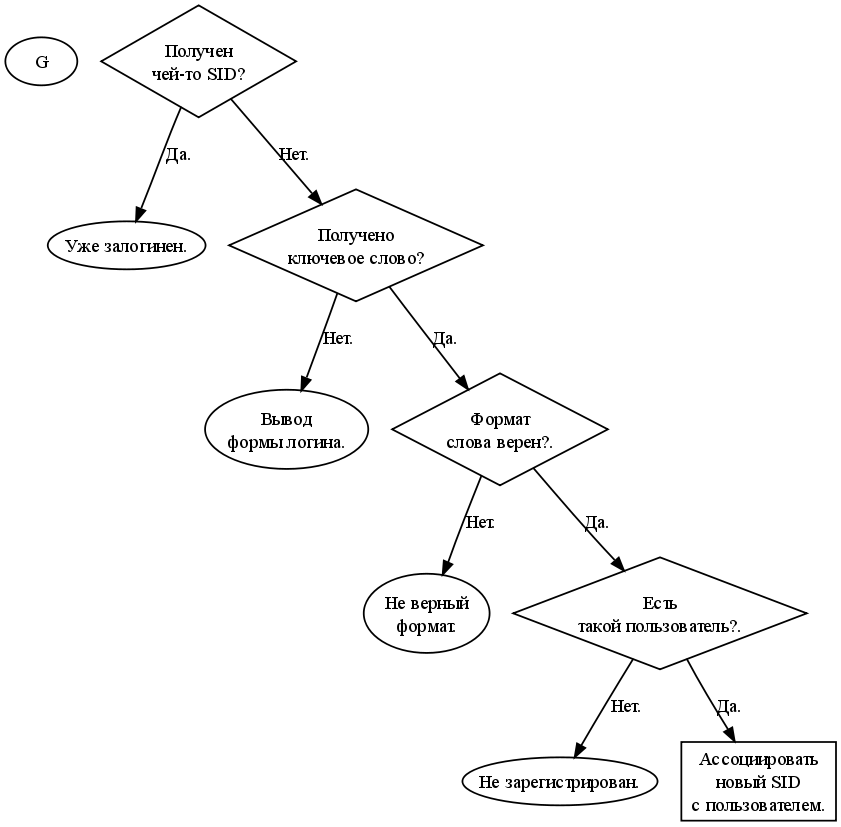 G
Получен
чей-то SID?
Да.
Нет.
Уже залогинен.
Получено
ключевое слово?
Нет.
Да.
Вывод
формы логина.
Формат
слова верен?.
Нет.
Да.
Не верный
формат.
Есть
такой пользователь?.
Нет.
Да.
Не зарегистрирован.
Ассоциировать
новый SID
с пользователем.